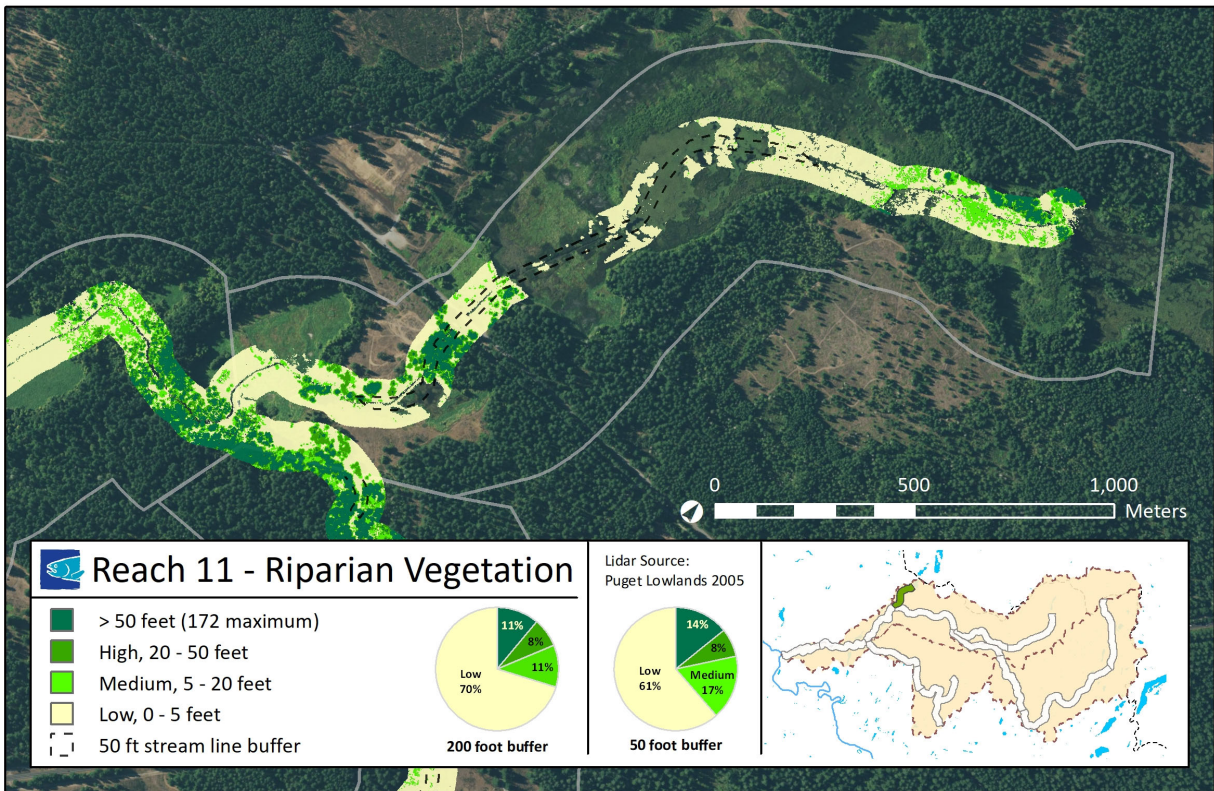 0 500 1,000
Meters
Reach 11 - Riparian Vegetation
> 50 feet (172 maximum)
High, 20 - 50 feet
Medium, 5 - 20 feet
Low, 0 - 5 feet
50 ft stream line buffer
11%
8%
11%
Low
70%
200 foot buffer
Lidar Source:
Puget Lowlands 2005
14%
8%
Medium
17%
Low
61%
50 foot buffer